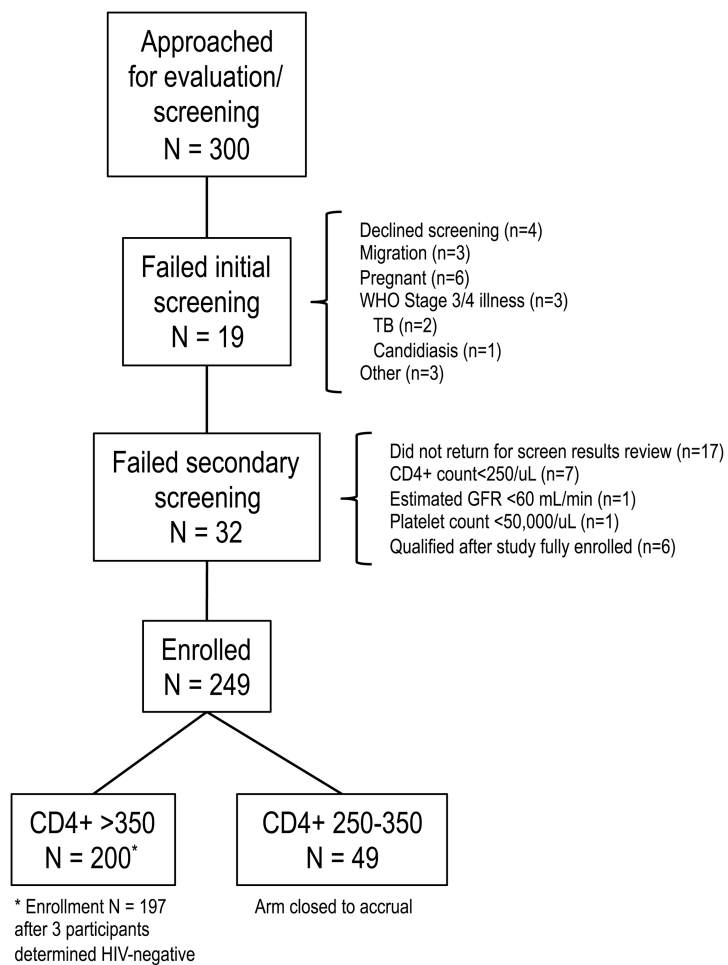 Approached
for evaluation/
screening
N = 300
Failed initial
screening
N = 19
Declined screening (n=4)
Migration (n=3)
Pregnant (n=6)
WHO Stage 3/4 illness (n=3)
TB (n=2)
Candidiasis (n=1)
Other (n=3)
Failed secondary
screening
N = 32
Did not return for screen results review (n=17)
CD4+ count<250/uL (n=7)
Estimated GFR <60 mL/min (n=1)
Platelet count <50,000/uL (n=1)
Qualified after study fully enrolled (n=6)
Enrolled
N = 249
CD4+ >350
N = 200*
* Enrollment N = 197
after 3 participants
determined HIV-negative
CD4+ 250-350
N = 49
Arm closed to accrual